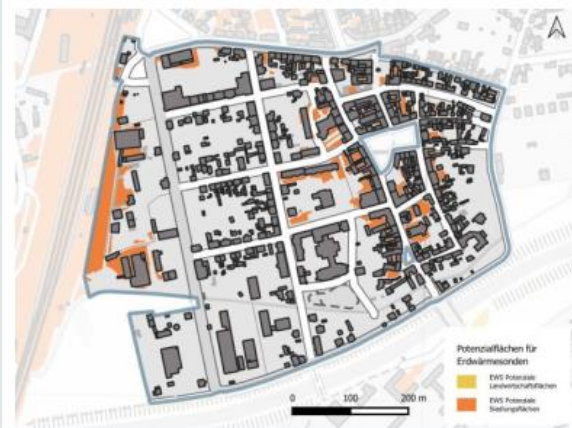 Potenzialflächen für
Erdwärmesonden
EWS Potenziale
Landwirtschaftsflächen
EWS Potenziale
Siedlungsflächen
0 100 200 m